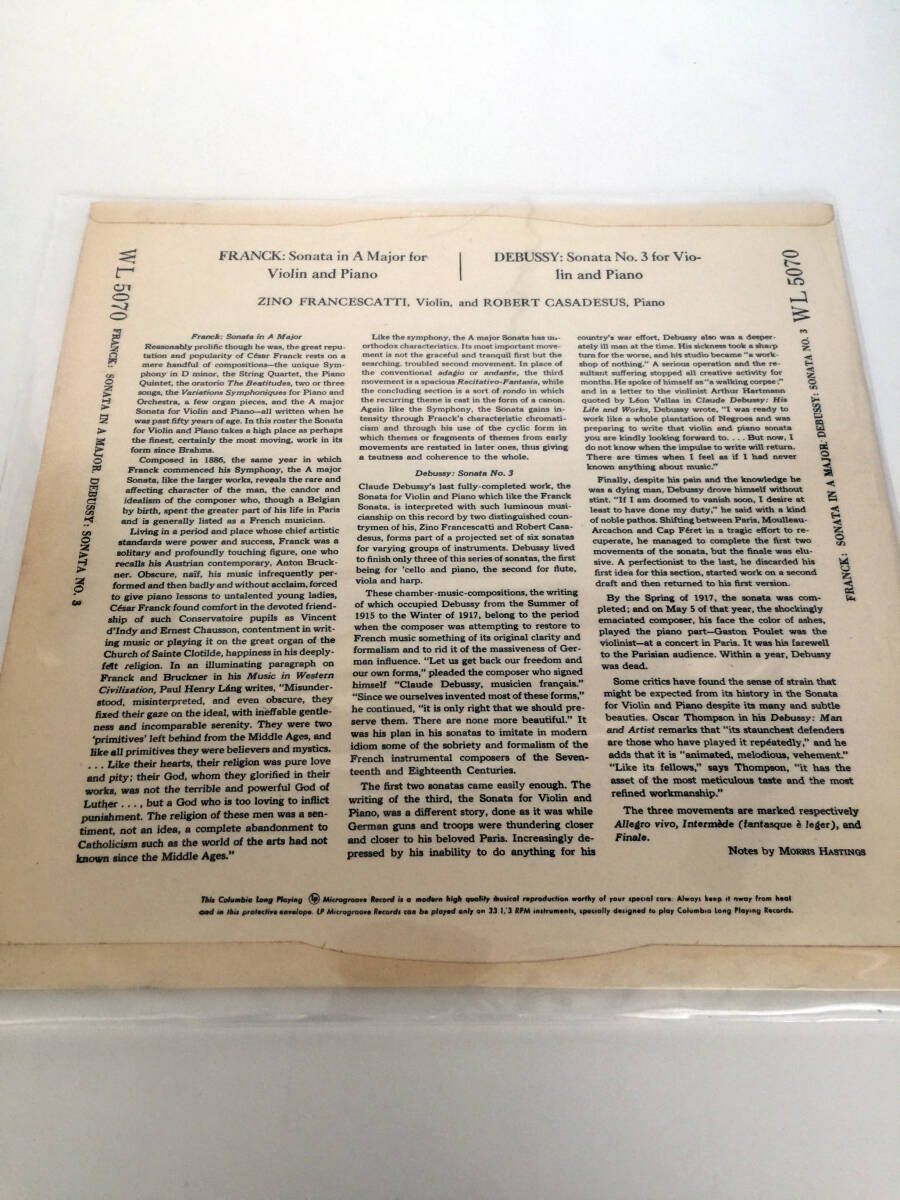 FRANCK: Sonata in A Major for
Violin and Piano
DEBUSSY: Sonata No. 3 for Vio-
lin and Piano
ZINO FRANCESCATTI, Violin, and ROBERT CASADESUS, Piano
WL 5070
FRANCK: SONATA IN A MAJOR. DEBUSSY: SONATA NO. 3
Franck: Sonata in A Major
Reasonably prolific though he was, the great repu-
tation and popularity of César Franck rests on a
mere handful of compositions—the unique Sym-
phony in D minor, the String Quartet, the Piano
Quintet, the oratorio The Beatitudes, two or three
songs, the Variations Symphoniques for Piano and
Orchestra, a few organ pieces, and the A major
Sonata for Violin and Piano—all written when he
was past fifty years of age. In this roster the Sonata
for Violin and Piano takes a high place as perhaps
the finest, certainly the most moving, work in its
form since Brahms.
Composed in 1886, the same year in which
Franck commenced his Symphony, the A major
Sonata, like the larger works, reveals the rare and
affecting character of the man, the candor and
idealism of the composer who, though a Belgian
by birth, spent the greater part of his life in Paris
and is generally listed as a French musician.
Living in a period and place whose chief artistic
standards were power and success, Franck was a
solitary and profoundly touching figure, one who
recalls his Austrian contemporary, Anton Bruck-
ner. Obscure, naïf, his music infrequently per-
formed and then badly and without acclaim, forced
to give piano lessons to untalented young ladies,
César Franck found comfort in the devoted friend-
ship of such Conservatoire pupils as Vincent
d'Indy and Ernest Chausson, contentment in writ-
ing music or playing it on the great organ of the
Church of Sainte Clotilde, happiness in his deeply-
felt religion. In an illuminating paragraph on
Franck and Bruckner in his Music in Western
Civilization, Paul Henry Láng writes, "Misunder-
stood, misinterpreted, and even obscure, they
fixed their gaze on the ideal, with ineffable gentle-
ness and incomparable serenity. They were two
'primitives' left behind from the Middle Ages, and
like all primitives they were believers and mystics.
. . . Like their hearts, their religion was pure love
and pity; their God, whom they glorified in their
works, was not the terrible and powerful God of
Luther . . . , but a God who is too loving to inflict
punishment. The religion of these men was a sen-
timent, not an idea, a complete abandonment to
Catholicism such as the world of the arts had not
known since the Middle Ages."
Like the symphony, the A major Sonata has un-
orthodox characteristics. Its most important move-
ment is not the graceful and tranquil first but the
searching, troubled second movement. In place of
the conventional adagio or andante, the third
movement is a spacious Recitativo-Fantasia, while
the concluding section is a sort of rondo in which
the recurring theme is cast in the form of a canon.
Again like the Symphony, the Sonata gains in-
tensity through Franck's characteristic chromati-
cism and through his use of the cyclic form in
which themes or fragments of themes from early
movements are restated in later ones, thus giving
a tautness and coherence to the whole.
Debussy: Sonata No. 3
Claude Debussy's last fully-completed work, the
Sonata for Violin and Piano which like the Franck
Sonata, is interpreted with such luminous musi-
cianship on this record by two distinguished coun-
trymen of his, Zino Francescatti and Robert Casa-
desus, forms part of a projected set of six sonatas
for varying groups of instruments. Debussy lived
to finish only three of this series of sonatas, the first
being for 'cello and piano, the second for flute,
viola and harp.
These chamber-music-compositions, the writing
of which occupied Debussy from the Summer of
1915 to the Winter of 1917, belong to the period
when the composer was attempting to restore to
French music something of its original clarity and
formalism and to rid it of the massiveness of Ger-
man influence. "Let us get back our freedom and
our own forms," pleaded the composer who signed
himself "Claude Debussy, musicien français."
"Since we ourselves invented most of these forms,"
he continued, "it is only right that we should pre-
serve them. There are none more beautiful." It
was his plan in his sonatas to imitate in modern
idiom some of the sobriety and formalism of the
French instrumental composers of the Seven-
teenth and Eighteenth Centuries.
The first two sonatas came easily enough. The
writing of the third, the Sonata for Violin and
Piano, was a different story, done as it was while
German guns and troops were thundering closer
and closer to his beloved Paris. Increasingly de-
pressed by his inability to do anything for his
country's war effort, Debussy also was a desper-
ately ill man at the time. His sickness took a sharp
turn for the worse, and his studio became "a work-
shop of nothing." A serious operation and the re-
sultant suffering stopped all creative activity for
months. He spoke of himself as "a walking corpse;"
and in a letter to the violinist Arthur Hartmann
quoted by Léon Vallas in Claude Debussy: His
Life and Works, Debussy wrote, "I was ready to
work like a whole plantation of Negroes and was
preparing to write that violin and piano sonata
you are kindly looking forward to. . . . But now, I
do not know when the impulse to write will return.
There are times when I feel as if I had never
known anything about music."
Finally, despite his pain and the knowledge he
was a dying man, Debussy drove himself without
stint. "If I am doomed to vanish soon, I desire at
least to have done my duty," he said with a kind
of noble pathos. Shifting between Paris, Moulleau-
Arcachon and Cap Féret in a tragic effort to re-
cuperate, he managed to complete the first two
movements of the sonata, but the finale was elu-
sive. A perfectionist to the last, he discarded his
first idea for this section, started work on a second
draft and then returned to his first version.
By the Spring of 1917, the sonata was com-
pleted; and on May 5 of that year, the shockingly
emaciated composer, his face the color of ashes,
played the piano part—Gaston Poulet was the
violinist—at a concert in Paris. It was his farewell
to the Parisian audience. Within a year, Debussy
was dead.
Some critics have found the sense of strain that
might be expected from its history in the Sonata
for Violin and Piano despite its many and subtle
beauties. Oscar Thompson in his Debussy: Man
and Artist remarks that "its staunchest defenders
are those who have played it repeatedly," and he
adds that it is "animated, melodious, vehement."
"Like its fellows," says Thompson, "it has the
asset of the most meticulous taste and the most
refined workmanship."
The three movements are marked respectively
Allegro vivo, Intermède (fantasque è leger), and
Finale.
Notes by MORRIS HASTINGS
WL 5070
FRANCK: SONATA IN A MAJOR. DEBUSSY: SONATA NO. 3
This Columbia Long Playing LP Microgroove Record is a modern high quality musical reproduction worthy of your special care. Always keep it away from heat
and in this protective envelope. LP Microgroove Records can be played only on 33 1/3 RPM instruments, specially designed to play Columbia Long Playing Records.